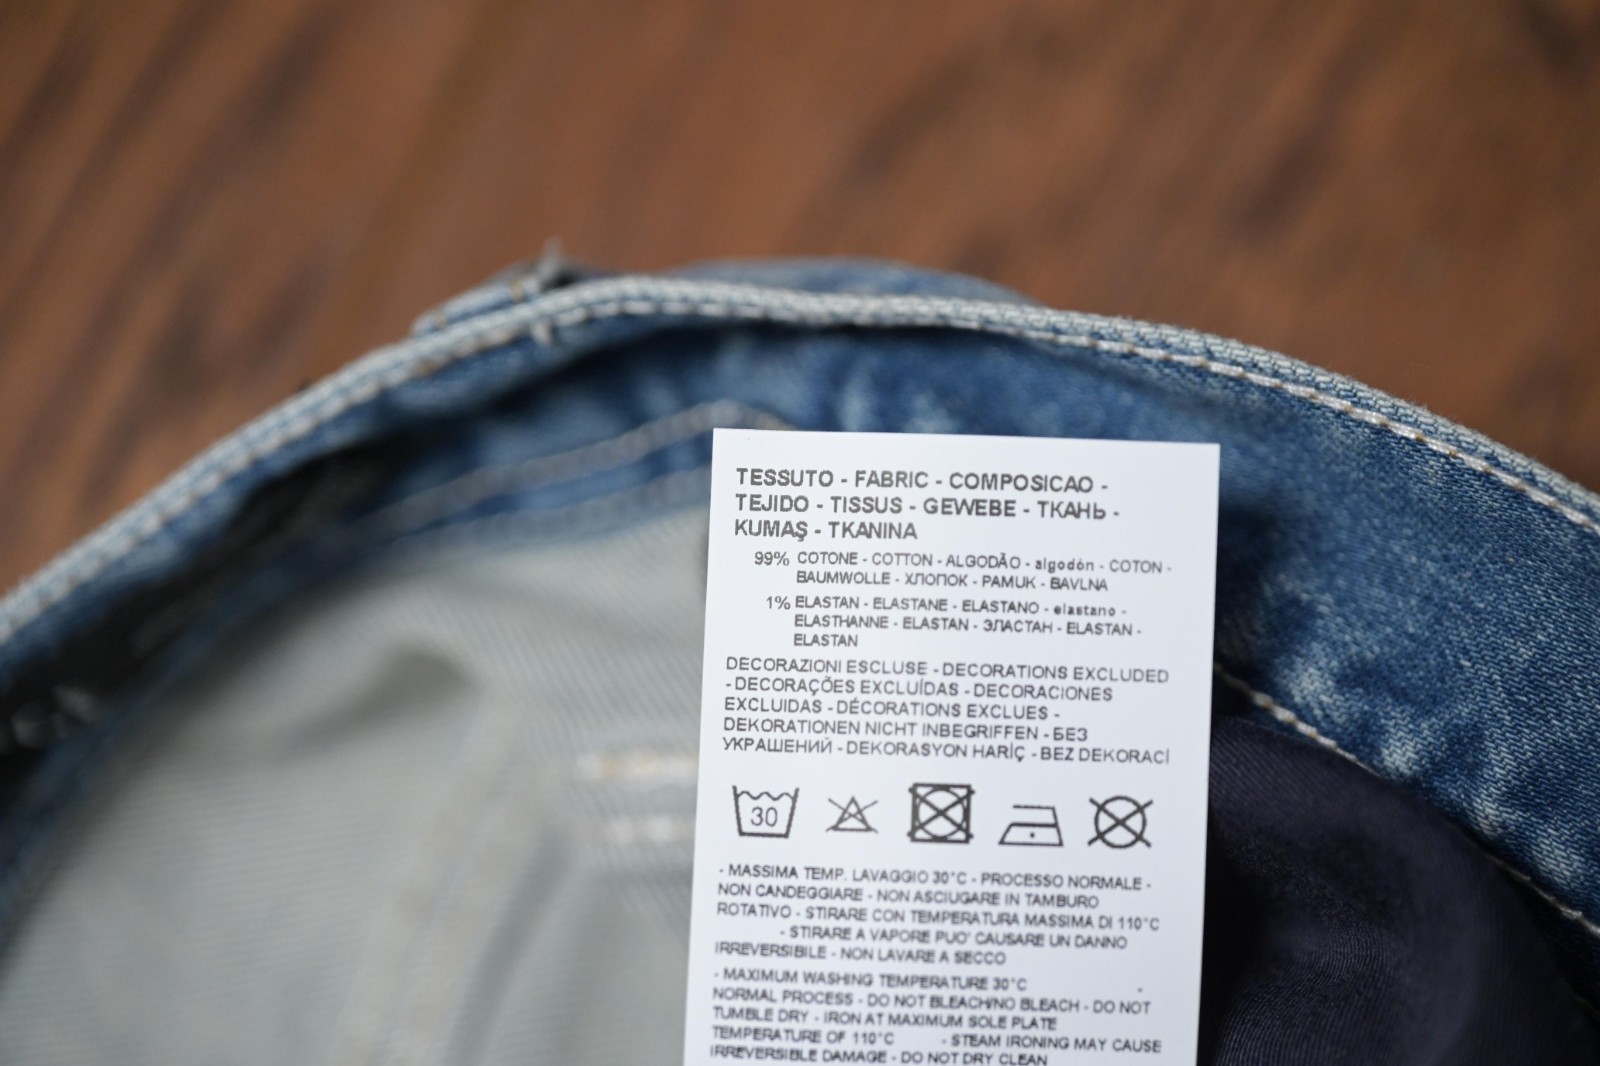 TESSUTO - FABRIC - COMPOSICAO -
TEJIDO - TISSUS - GEWEBE - ТКАНЬ -
KUMAŞ - TKANINA
99% COTONE - COTTON - ALGODÃO - algodón - COTON -
BAUMWOLLE - ХЛОПОК - PAMUK - BAVLNA
1% ELASTAN - ELASTANE - ELASTANO - elastano -
ELASTHANNE - ELASTAN - ЭЛАСТАН - ELASTAN -
ELASTAN
DECORAZIONI ESCLUSE - DECORATIONS EXCLUDED
- DECORAÇÕES EXCLUÍDAS - DECORACIONES
EXCLUIDAS - DÉCORATIONS EXCLUES -
DEKORATIONEN NICHT INBEGRIFFEN - БЕЗ
УКРАШЕНИЙ - DEKORASYON HARİÇ - BEZ DEKORACÍ
30
- MASSIMA TEMP. LAVAGGIO 30°C - PROCESSO NORMALE -
NON CANDEGGIARE - NON ASCIUGARE IN TAMBURO
ROTATIVO - STIRARE CON TEMPERATURA MASSIMA DI 110°C
- STIRARE A VAPORE PUO' CAUSARE UN DANNO
IRREVERSIBILE - NON LAVARE A SECCO
- MAXIMUM WASHING TEMPERATURE 30°C -
NORMAL PROCESS - DO NOT BLEACH/NO BLEACH - DO NOT
TUMBLE DRY - IRON AT MAXIMUM SOLE PLATE
TEMPERATURE OF 110°C - STEAM IRONING MAY CAUSE
IRREVERSIBLE DAMAGE - DO NOT DRY CLEAN